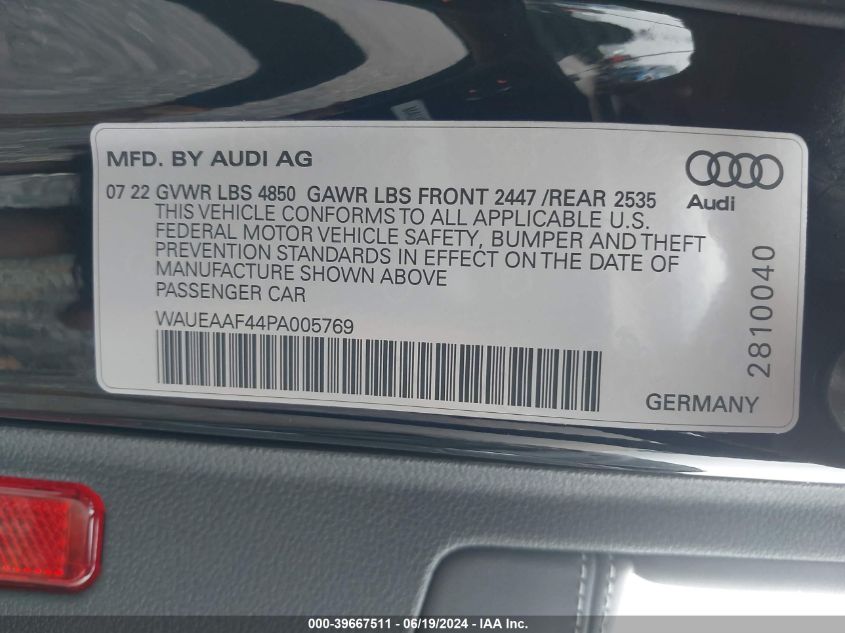 MFD. BY AUDI AG
Audi
07 22 GVWR LBS 4850 GAWR LBS FRONT 2447 /REAR 2535
THIS VEHICLE CONFORMS TO ALL APPLICABLE U.S.
FEDERAL MOTOR VEHICLE SAFETY, BUMPER AND THEFT
PREVENTION STANDARDS IN EFFECT ON THE DATE OF
MANUFACTURE SHOWN ABOVE
PASSENGER CAR
WAUEAAF44PA005769
2810040
GERMANY
000-39667511 - 06/19/2024 - IAA Inc.